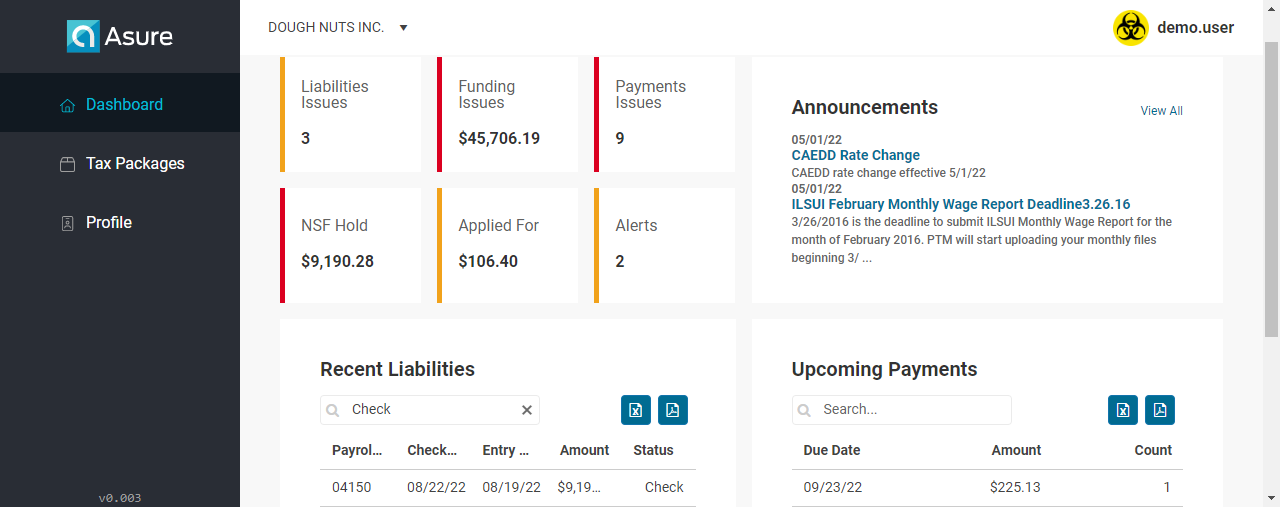 Asure
DOUGH NUTS INC.
demo.user
Dashboard
Tax Packages
Profile
v0.003
Liabilities
Issues
3
Funding
Issues
$45,706.19
Payments
Issues
9
NSF Hold
$9,190.28
Applied For
$106.40
Alerts
2
Announcements
View All
05/01/22
CAEDD Rate Change
CAEDD rate change effective 5/1/22
05/01/22
ILSUI February Monthly Wage Report Deadline3.26.16
3/26/2016 is the deadline to submit ILSUI Monthly Wage Report for the
month of February 2016. PTM will start uploading your monthly files
beginning 3/ ...
Recent Liabilities
Check
Payrol... Check... Entry ... Amount Status
04150 08/22/22 08/19/22 $9,19... Check
Upcoming Payments
Search...
Due Date Amount Count
09/23/22 $225.13 1